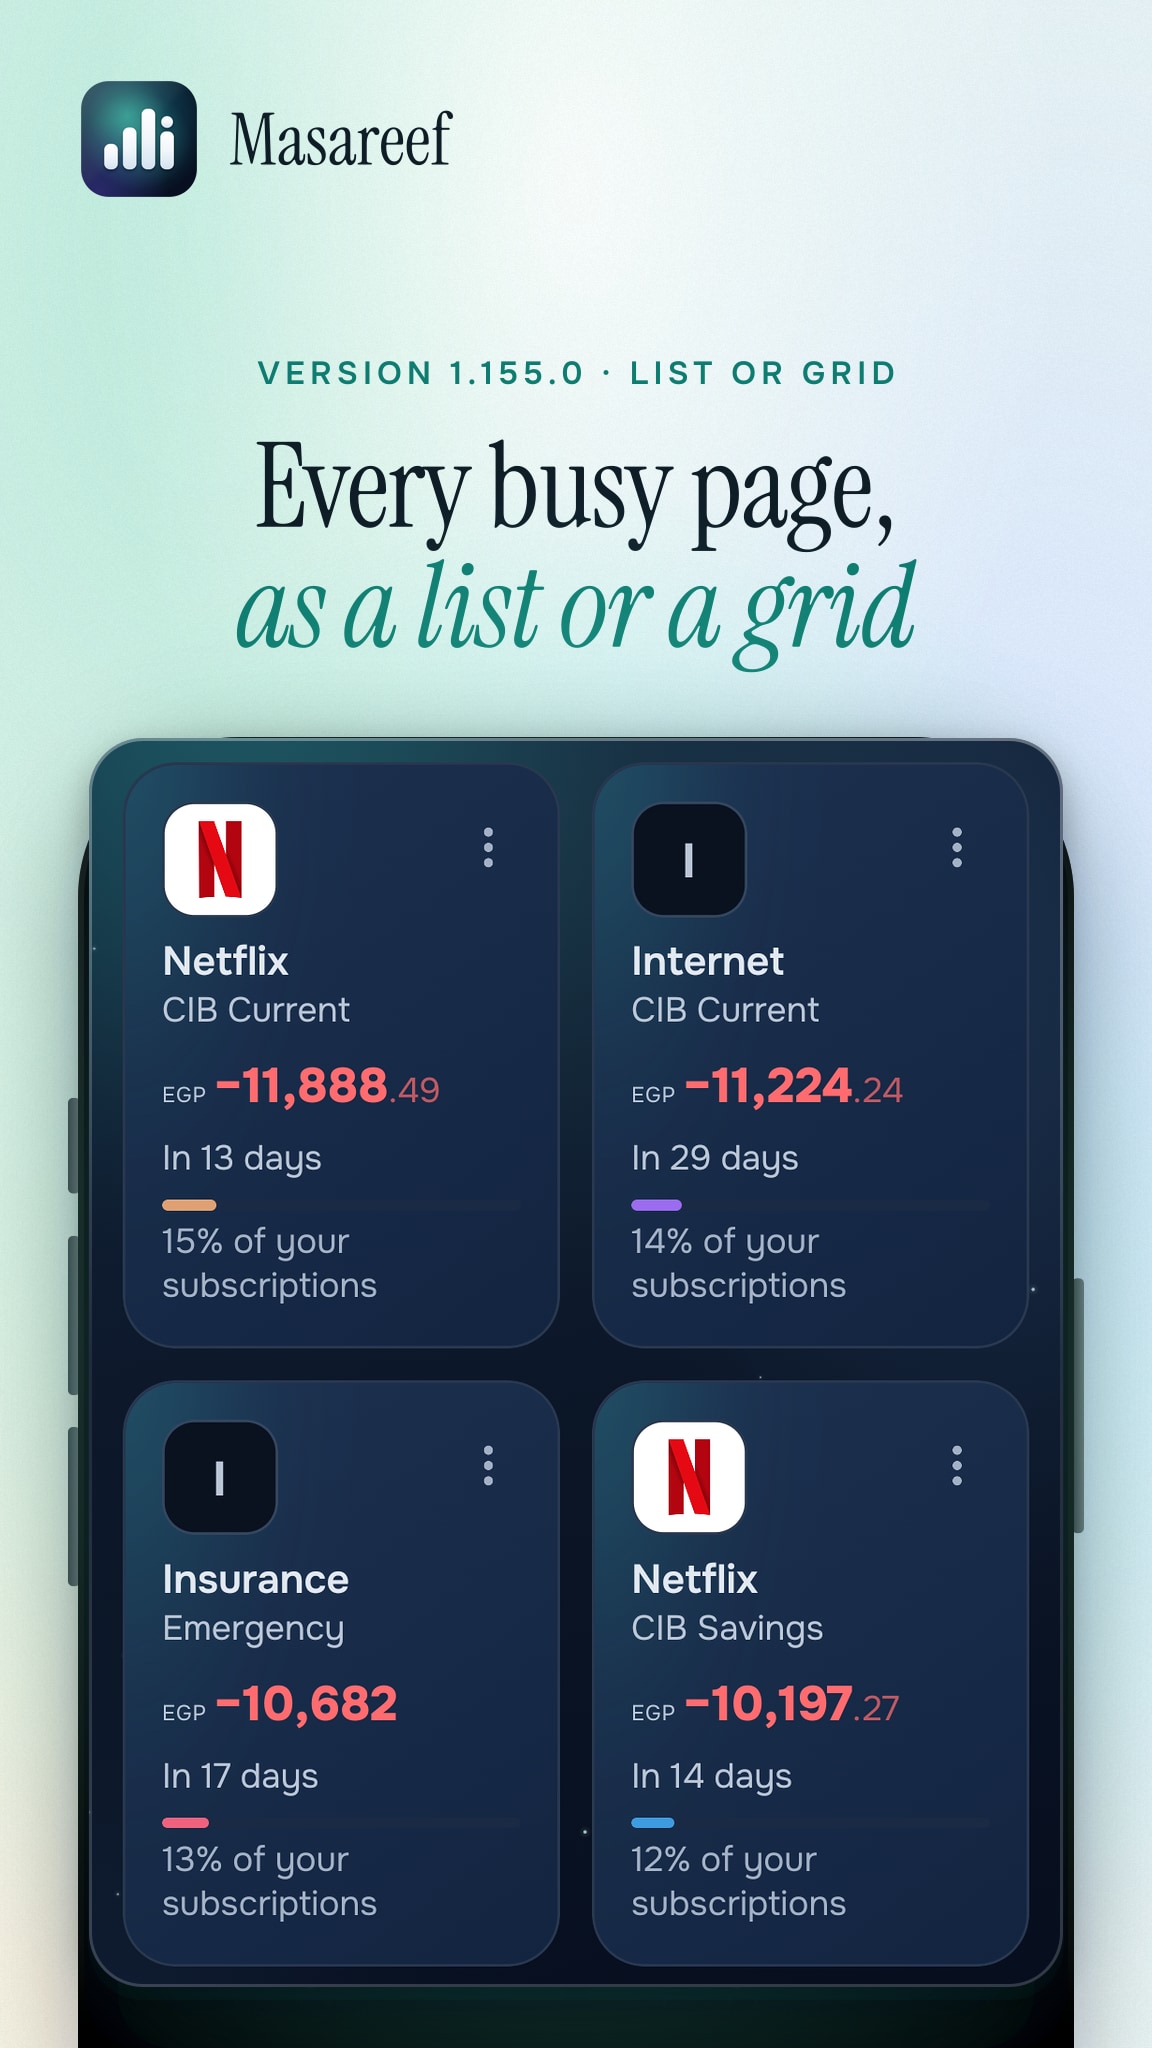 Masareef
VERSION 1.155.0 · LIST OR GRID
Every busy page,
as a list or a grid
N
Netflix
CIB Current
EGP −11,888.49
In 13 days
15% of your
subscriptions
I
Internet
CIB Current
EGP −11,224.24
In 29 days
14% of your
subscriptions
I
Insurance
Emergency
EGP −10,682
In 17 days
13% of your
subscriptions
N
Netflix
CIB Savings
EGP −10,197.27
In 14 days
12% of your
subscriptions